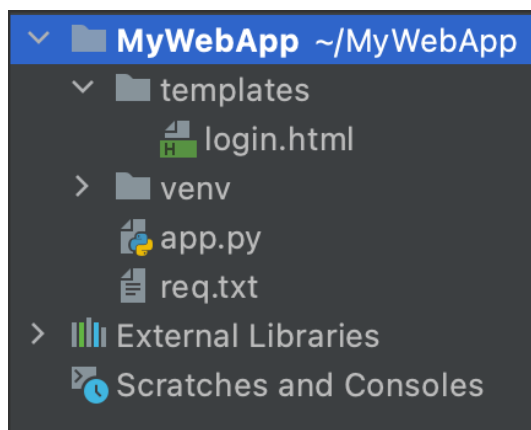 MyWebApp ~/MyWebApp
templates
H login.html
venv
app.py
req.txt
External Libraries
Scratches and Consoles